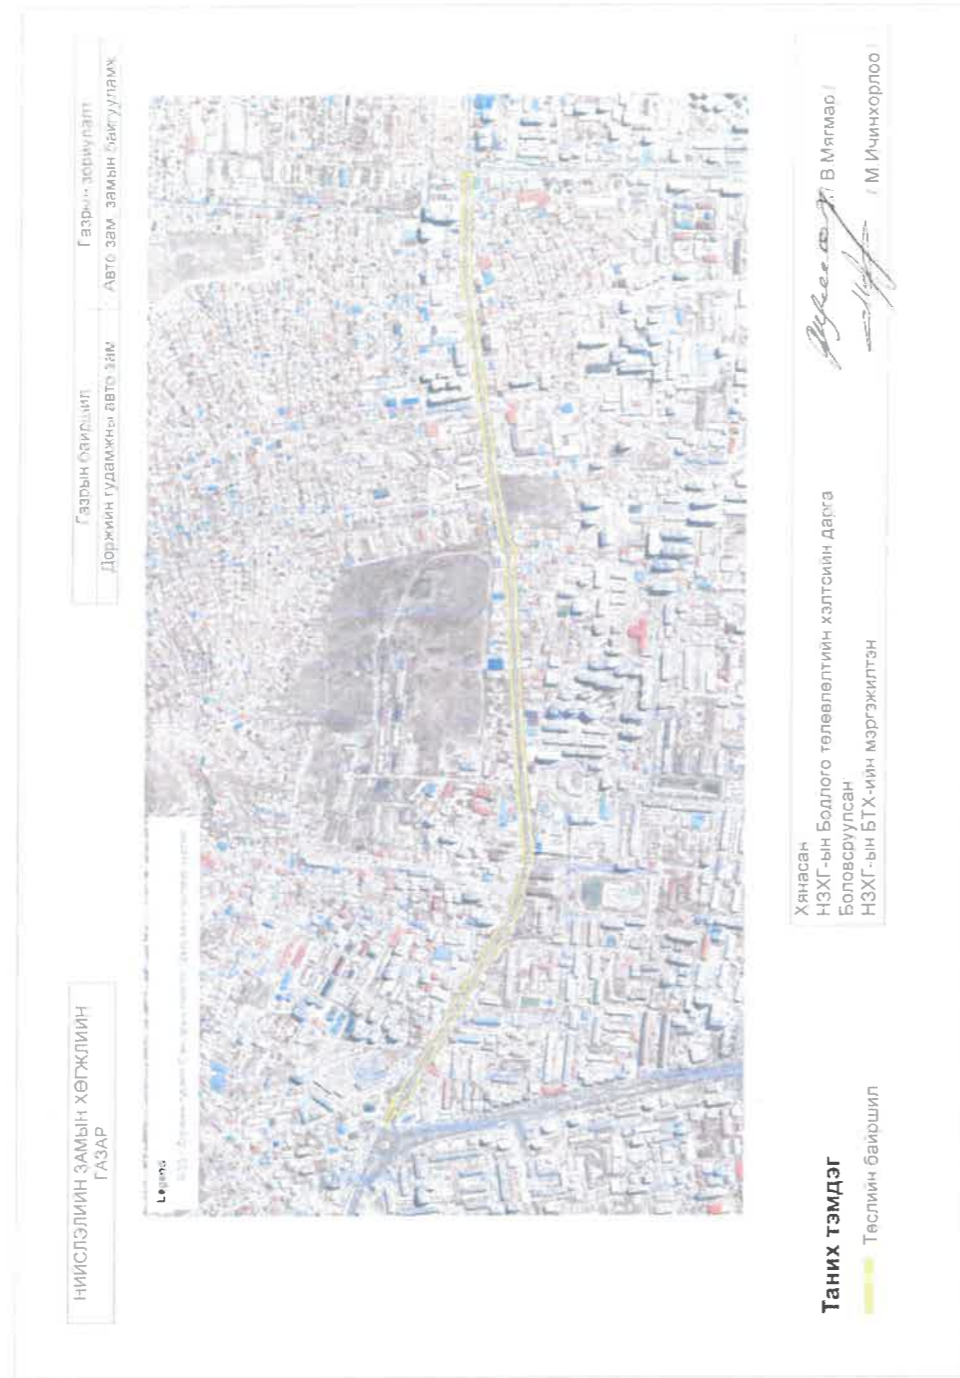 НИЙСЛЭЛИЙН ЗАМЫН ХӨГЖЛИЙН
ГАЗАР
Газрын байршил
Газрын зориулалт
Доржийн гудамжны авто зам
Авто зам, замын байгууламж
Legend
Таних тэмдэг
Төслийн байршил
Хянасан
НЗХГ-ын Бодлого төлөвлөлтийн хэлтсийн дарга
/ В.Мягмар /
Боловсруулсан
НЗХГ-ын БТХ-ийн мэргэжилтэн
/ М.Ичинхорлоо /